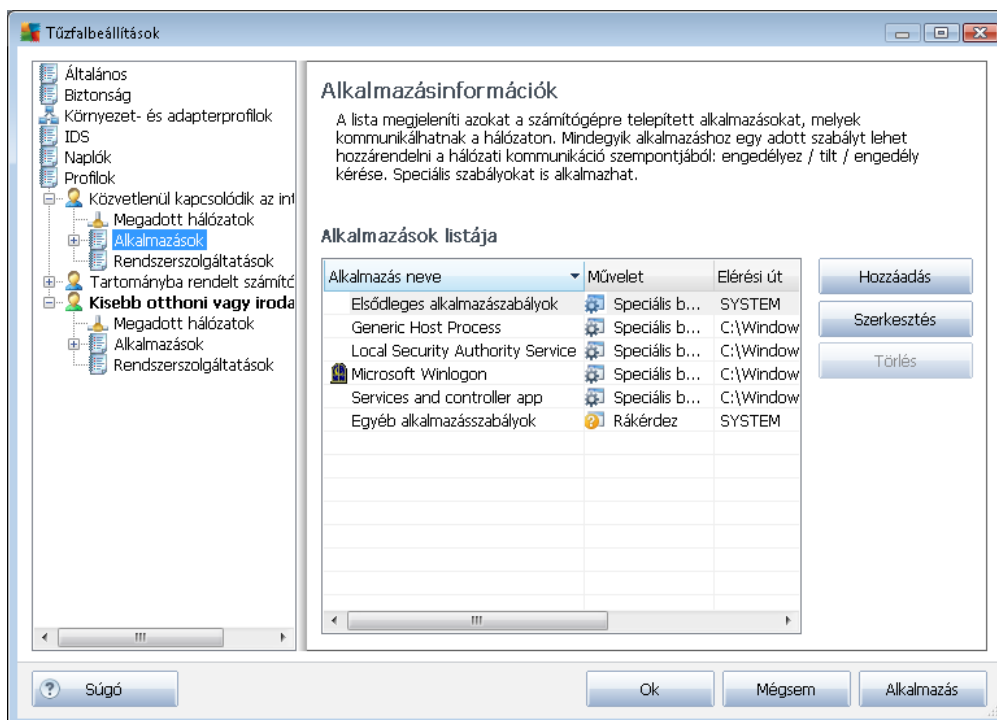 Tűzfalbeállítások
Általános
Biztonság
Környezet- és adapterprofilok
IDS
Naplók
Profilok
Közvetlenül kapcsolódik az int
Megadott hálózatok
Alkalmazások
Rendszerszolgáltatások
Tartományba rendelt számító
Kisebb otthoni vagy iroda
Megadott hálózatok
Alkalmazások
Rendszerszolgáltatások
Alkalmazásinformációk
A lista megjeleníti azokat a számítógépre telepített alkalmazásokat, melyek
kommunikálhatnak a hálózaton. Mindegyik alkalmazáshoz egy adott szabályt lehet
hozzárendelni a hálózati kommunikáció szempontjából: engedélyez / tilt / engedély
kérése. Speciális szabályokat is alkalmazhat.
Alkalmazások listája
Alkalmazás neve Művelet Elérési út
Elsődleges alkalmazászabályok Speciális b... SYSTEM
Generic Host Process Speciális b... C:\Window
Local Security Authority Service Speciális b... C:\Window
Microsoft Winlogon Speciális b... C:\Window
Services and controller app Speciális b... C:\Window
Egyéb alkalmazásszabályok Rákérdez SYSTEM
Hozzáadás
Szerkesztés
Törlés
Súgó
Ok
Mégsem
Alkalmazás